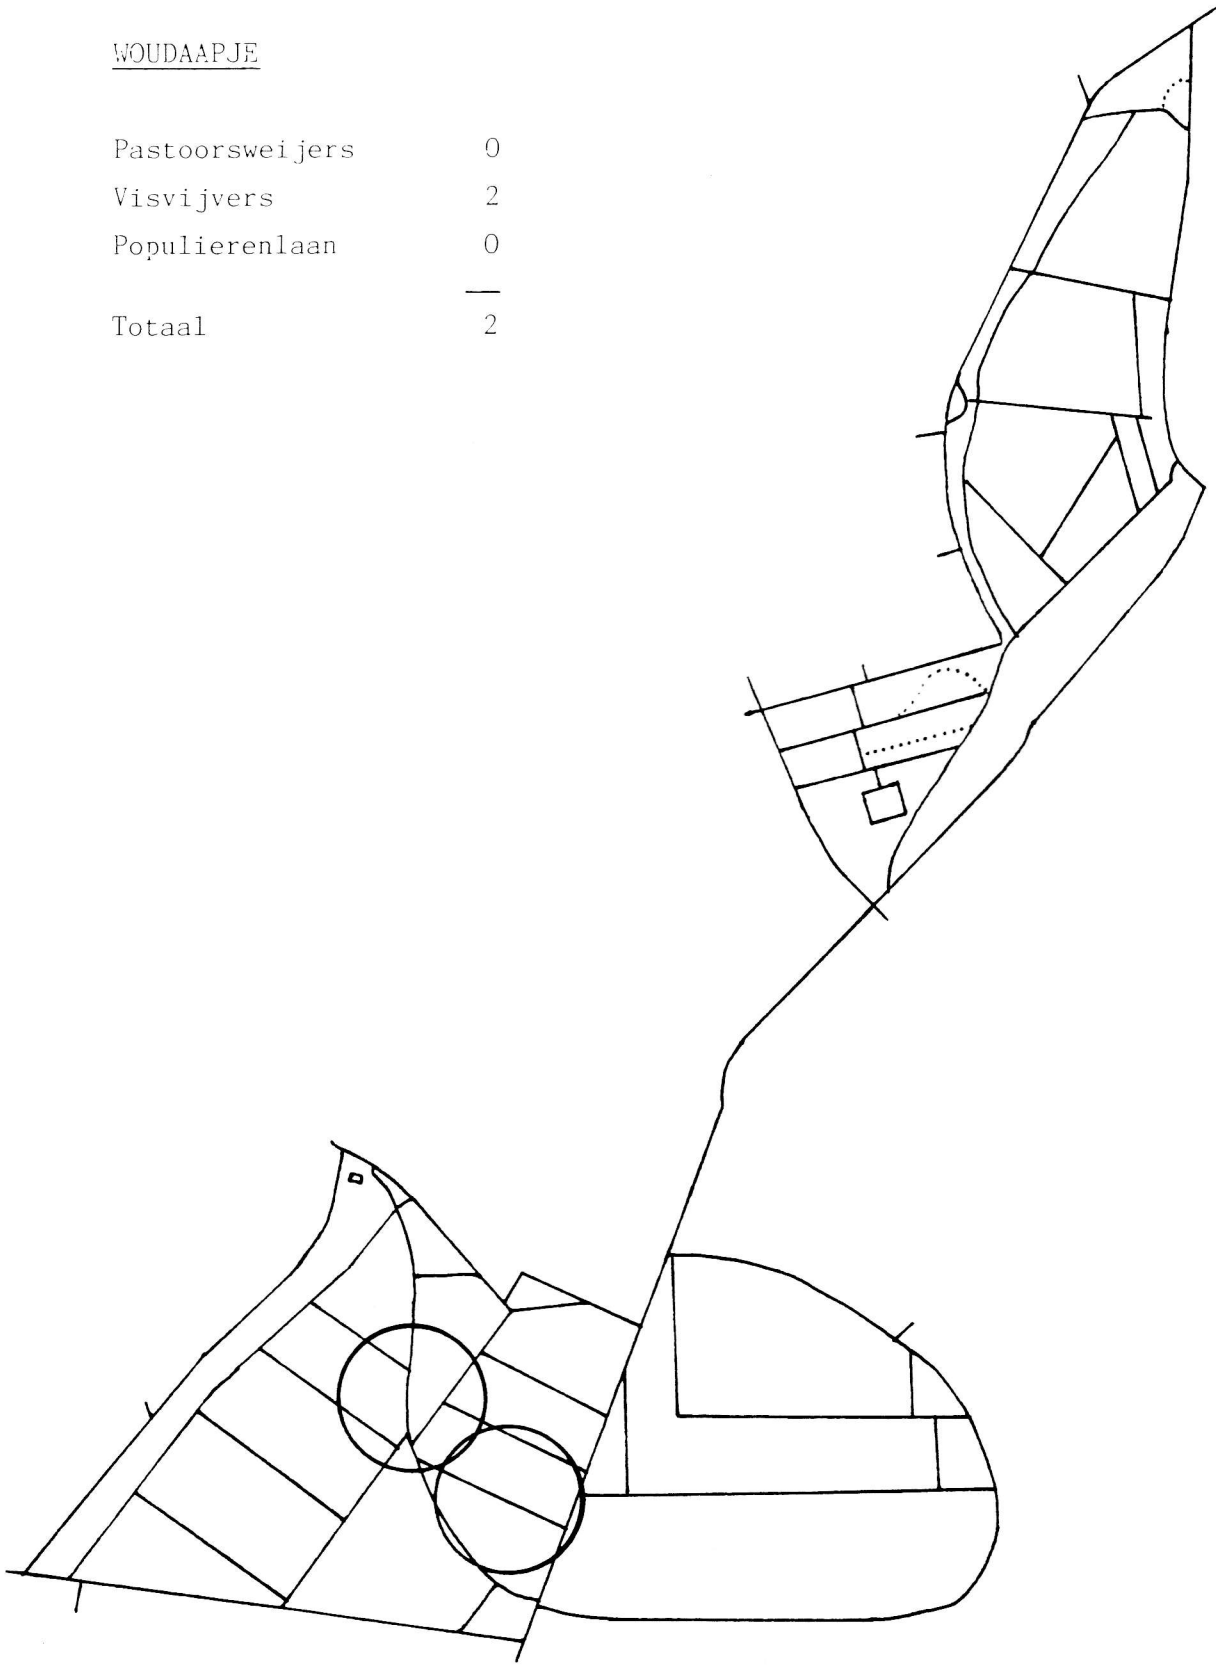 WOUDAAPJE
Pastoorsweijers 0
Visvijvers 2
Populierenlaan 0
Totaal 2